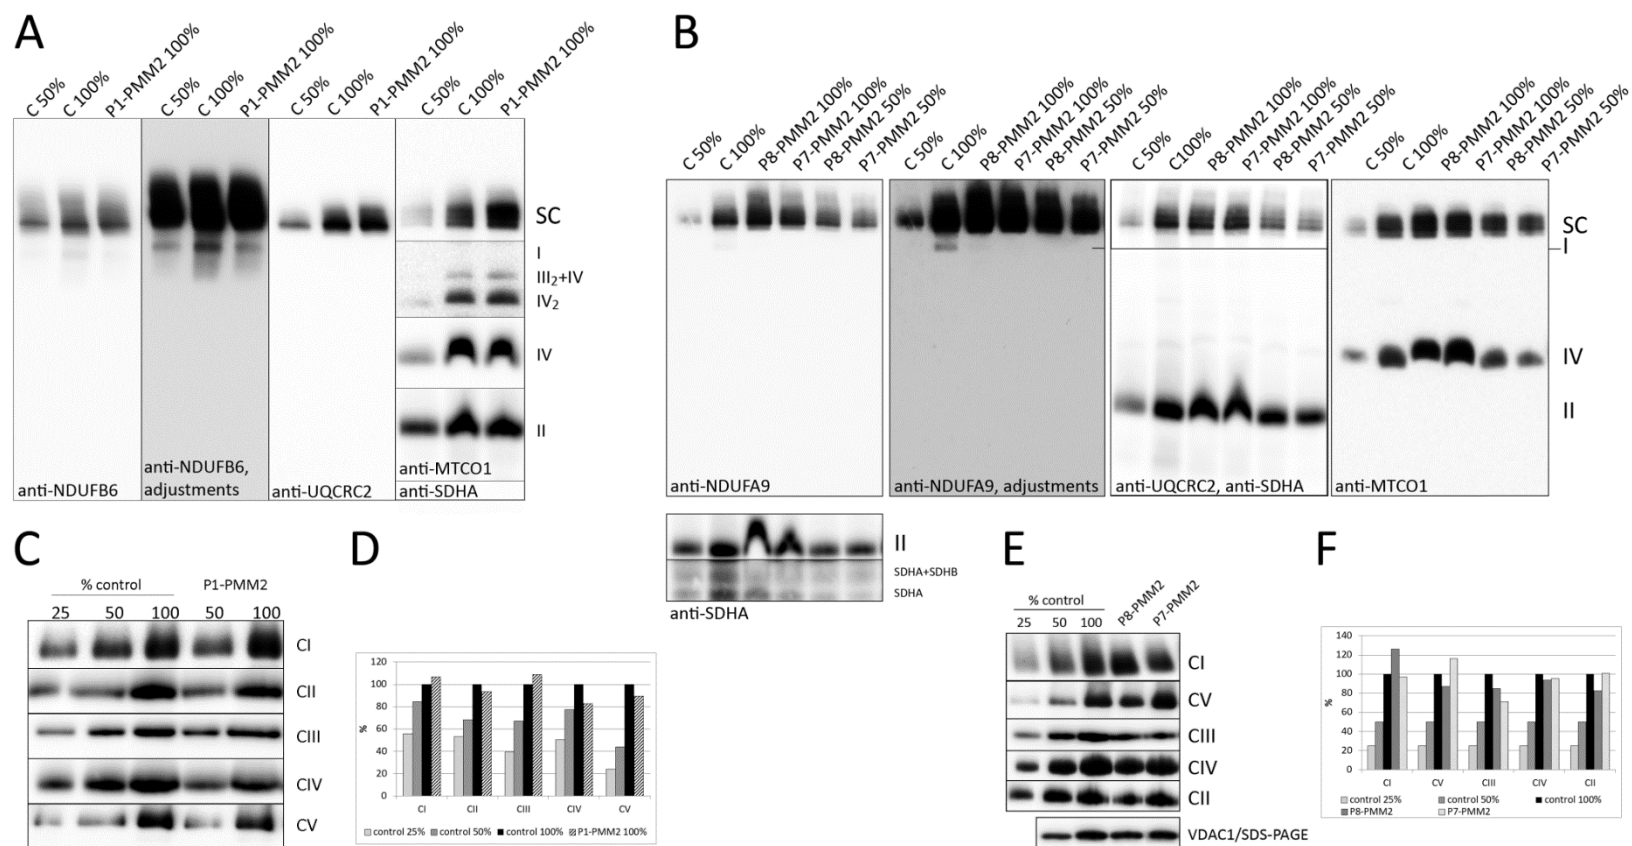 A
C 50%
C 100%
P1-PMM2 100%
C 50%
C 100%
P1-PMM2 100%
C 50%
C 100%
P1-PMM2 100%
C 50%
C 100%
P1-PMM2 100%
SC
I
III₂+IV
IV₂
IV
II
anti-NDUFB6
anti-NDUFB6,
adjustments
anti-UQCRC2
anti-MTCO1
anti-SDHA
B
C 50%
C 100%
P8-PMM2 100%
P7-PMM2 100%
P8-PMM2 50%
P7-PMM2 50%
C 50%
C 100%
P8-PMM2 100%
P7-PMM2 100%
P8-PMM2 50%
P7-PMM2 50%
C 50%
C100%
P8-PMM2 100%
P7-PMM2 100%
P8-PMM2 50%
P7-PMM2 50%
C 50%
C 100%
P8-PMM2 100%
P7-PMM2 100%
P8-PMM2 50%
P7-PMM2 50%
SC
I
IV
II
anti-NDUFA9
anti-NDUFA9, adjustments
anti-UQCRC2, anti-SDHA
anti-MTCO1
II
SDHA+SDHB
SDHA
anti-SDHA
C
% control
P1-PMM2
25 50 100 50 100
CI
CII
CIII
CIV
CV
D
120
100
80
60
40
20
0
%
CI CII CIII CIV CV
control 25% control 50% control 100% P1-PMM2 100%
E
% control
25 50 100
P8-PMM2
P7-PMM2
CI
CV
CIII
CIV
CII
VDAC1/SDS-PAGE
F
140
120
100
80
60
40
20
0
%
CI CV CIII CIV CII
control 25% control 50% control 100%
P8-PMM2 P7-PMM2